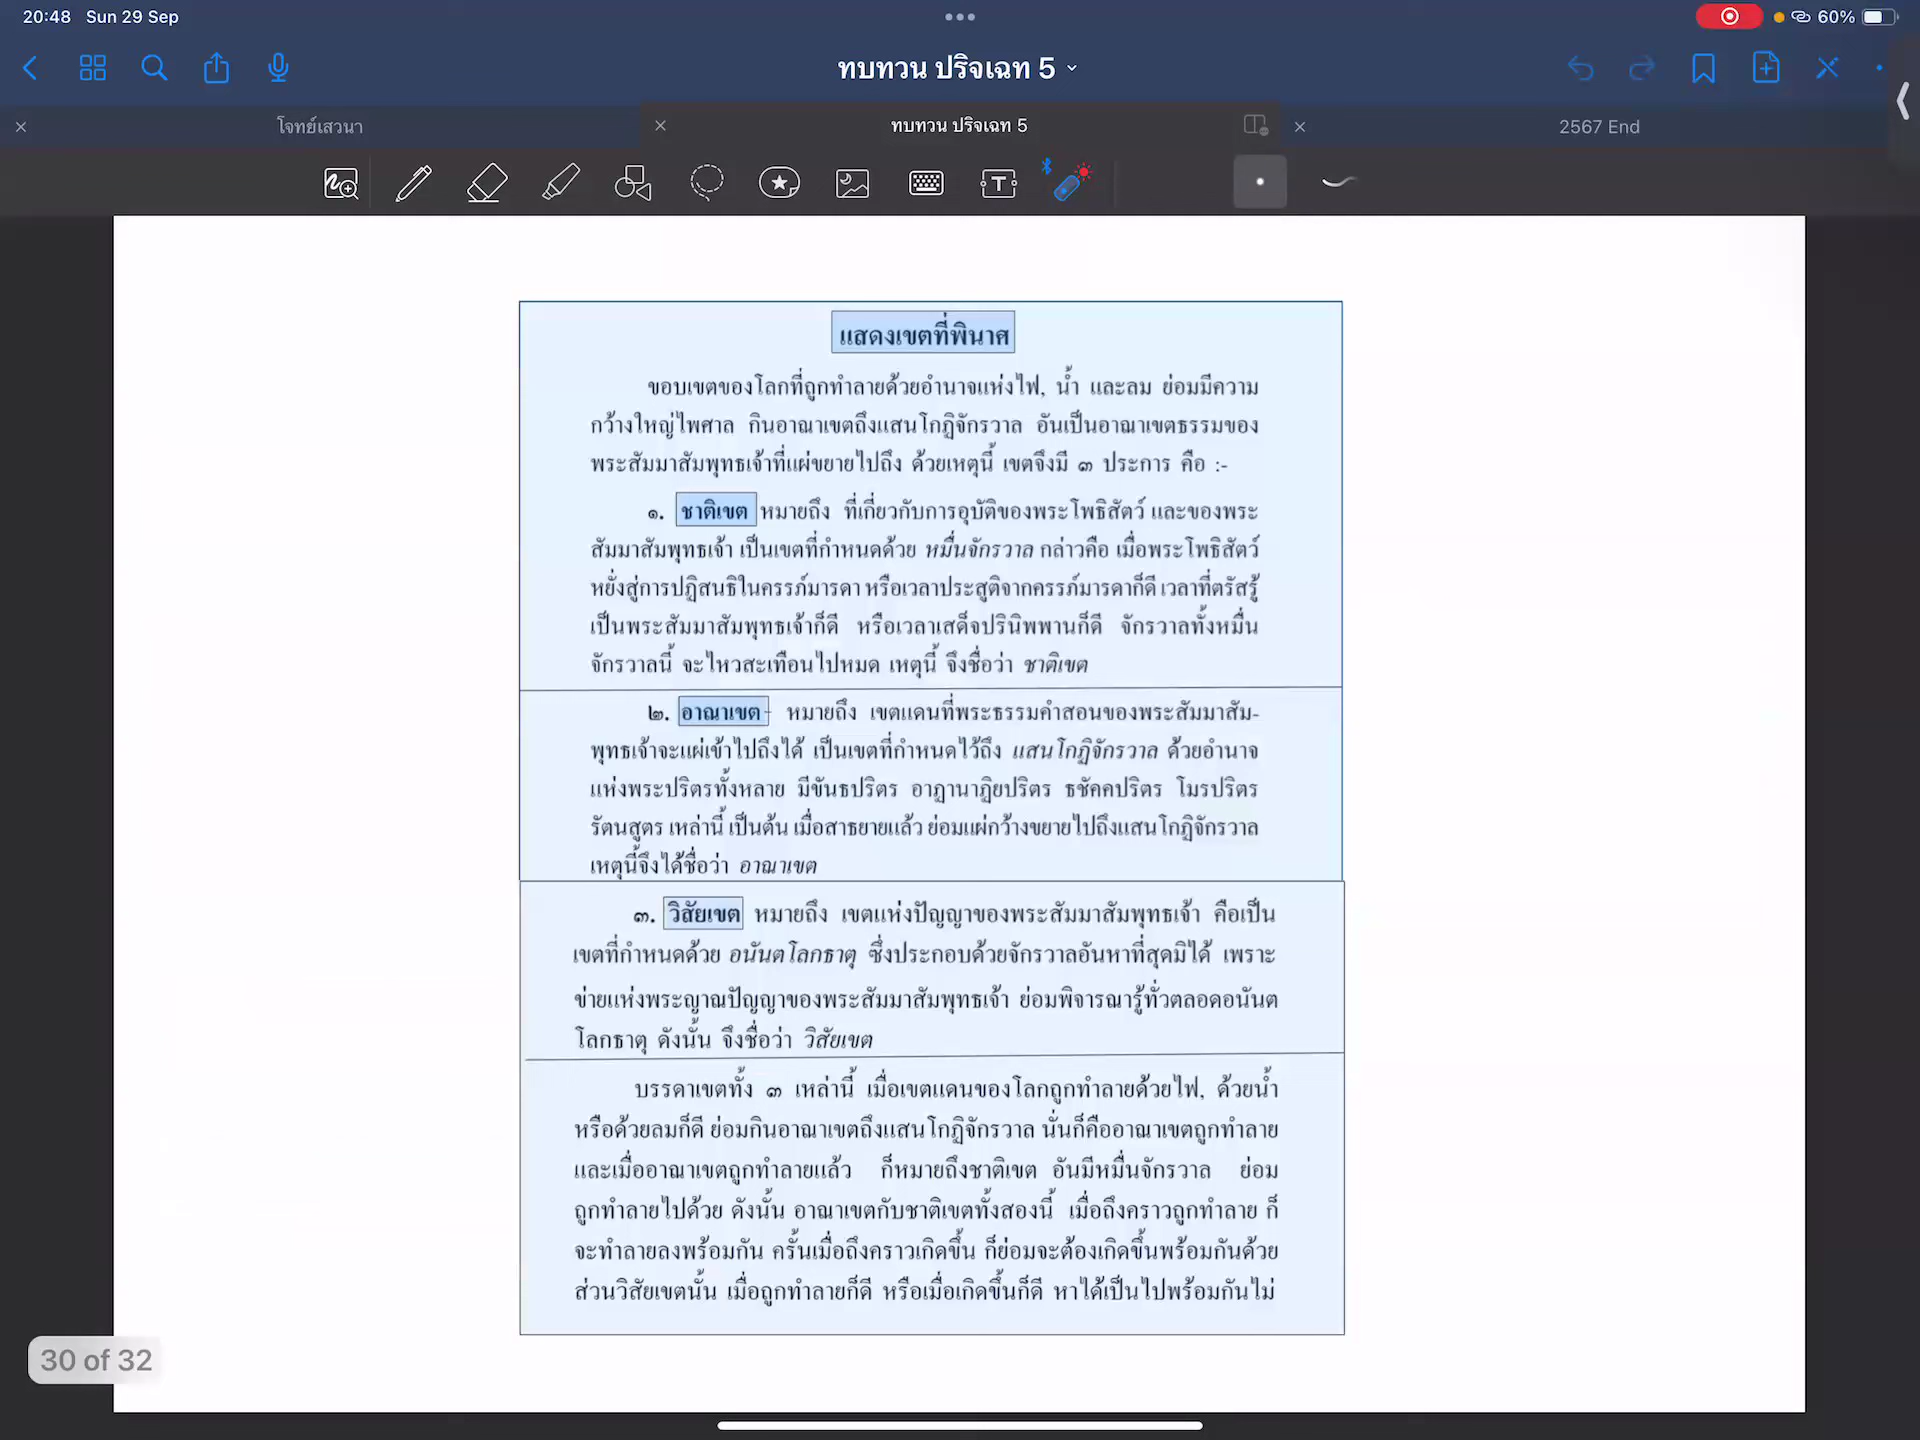 20:48 Sun 29 Sep
60%
ทบทวน ปริจเฉท 5
โจทย์เสวนา
ทบทวน ปริจเฉท 5
2567 End
แสดงเขตที่พินาศ
ขอบเขตของโลกที่ถูกทำลายด้วยอำนาจแห่งไฟ, น้ำ และลม ย่อมมีความ
กว้างใหญ่ไพศาล กินอาณาเขตถึงแสนโกฏิจักรวาล อันเป็นอาณาเขตธรรมของ
พระสัมมาสัมพุทธเจ้าที่แผ่ขยายไปถึง ด้วยเหตุนี้ เขตจึงมี ๓ ประการ คือ :-
๑. ชาติเขต หมายถึง ที่เกี่ยวกับการอุบัติของพระโพธิสัตว์ และของพระ
สัมมาสัมพุทธเจ้า เป็นเขตที่กำหนดด้วย หมื่นจักรวาล กล่าวคือ เมื่อพระโพธิสัตว์
หยั่งสู่การปฏิสนธิในครรภ์มารดา หรือเวลาประสูติจากครรภ์มารดาก็ดี เวลาที่ตรัสรู้
เป็นพระสัมมาสัมพุทธเจ้าก็ดี หรือเวลาเสด็จปรินิพพานก็ดี จักรวาลทั้งหมื่น
จักรวาลนี้ จะไหวสะเทือนไปหมด เหตุนี้ จึงชื่อว่า ชาติเขต
๒. อาณาเขต หมายถึง เขตแดนที่พระธรรมคำสอนของพระสัมมาสัม-
พุทธเจ้าจะแผ่เข้าไปถึงได้ เป็นเขตที่กำหนดไว้ถึง แสนโกฏิจักรวาล ด้วยอำนาจ
แห่งพระปริตรทั้งหลาย มีขันธปริตร อาฏานาฏิยปริตร ธชัคคปริตร โมรปริตร
รัตนสูตร เหล่านี้ เป็นต้น เมื่อสาธยายแล้ว ย่อมแผ่กว้างขยายไปถึงแสนโกฏิจักรวาล
เหตุนี้จึงได้ชื่อว่า อาณาเขต
๓. วิสัยเขต หมายถึง เขตแห่งปัญญาของพระสัมมาสัมพุทธเจ้า คือเป็น
เขตที่กำหนดด้วย อนันตโลกธาตุ ซึ่งประกอบด้วยจักรวาลอันหาที่สุดมิได้ เพราะ
ข่ายแห่งพระญาณปัญญาของพระสัมมาสัมพุทธเจ้า ย่อมพิจารณารู้ทั่วตลอดอนันต
โลกธาตุ ดังนั้น จึงชื่อว่า วิสัยเขต
บรรดาเขตทั้ง ๓ เหล่านี้ เมื่อเขตแดนของโลกถูกทำลายด้วยไฟ, ด้วยน้ำ
หรือด้วยลมก็ดี ย่อมกินอาณาเขตถึงแสนโกฏิจักรวาล นั่นก็คืออาณาเขตถูกทำลาย
และเมื่ออาณาเขตถูกทำลายแล้ว ก็หมายถึงชาติเขต อันมีหมื่นจักรวาล ย่อม
ถูกทำลายไปด้วย ดังนั้น อาณาเขตกับชาติเขตทั้งสองนี้ เมื่อถึงคราวถูกทำลาย ก็
จะทำลายลงพร้อมกัน ครั้นเมื่อถึงคราวเกิดขึ้น ก็ย่อมจะต้องเกิดขึ้นพร้อมกันด้วย
ส่วนวิสัยเขตนั้น เมื่อถูกทำลายก็ดี หรือเมื่อเกิดขึ้นก็ดี หาได้เป็นไปพร้อมกันไม่
30 of 32